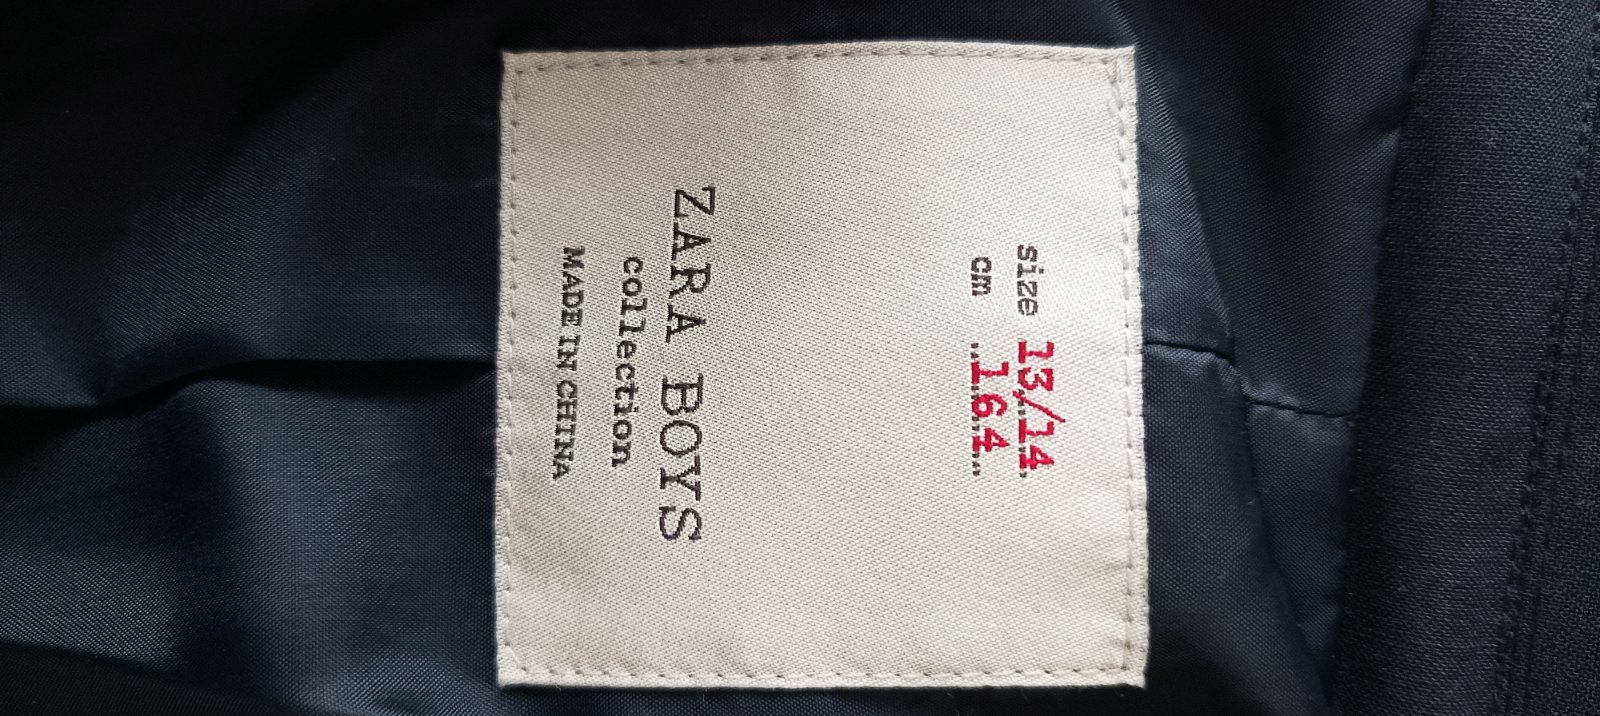 size 13/14
cm 164
ZARA BOYS
collection
MADE IN CHINA